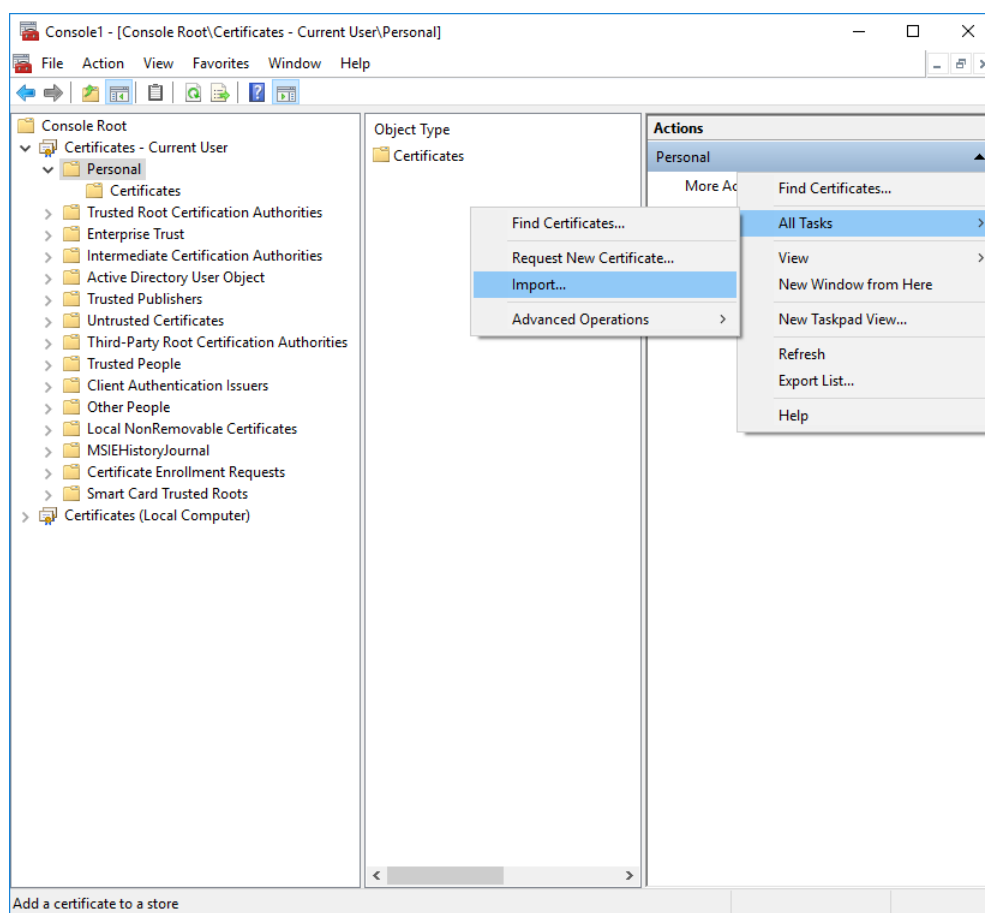 Console1 - [Console Root\Certificates - Current User\Personal]
File Action View Favorites Window Help
Console Root
Certificates - Current User
Personal
Certificates
Trusted Root Certification Authorities
Enterprise Trust
Intermediate Certification Authorities
Active Directory User Object
Trusted Publishers
Untrusted Certificates
Third-Party Root Certification Authorities
Trusted People
Client Authentication Issuers
Other People
Local NonRemovable Certificates
MSIEHistoryJournal
Certificate Enrollment Requests
Smart Card Trusted Roots
Certificates (Local Computer)
Object Type
Certificates
Actions
Personal
More Ac
Find Certificates...
All Tasks
View
New Window from Here
New Taskpad View...
Refresh
Export List...
Help
Find Certificates...
Request New Certificate...
Import...
Advanced Operations
Add a certificate to a store